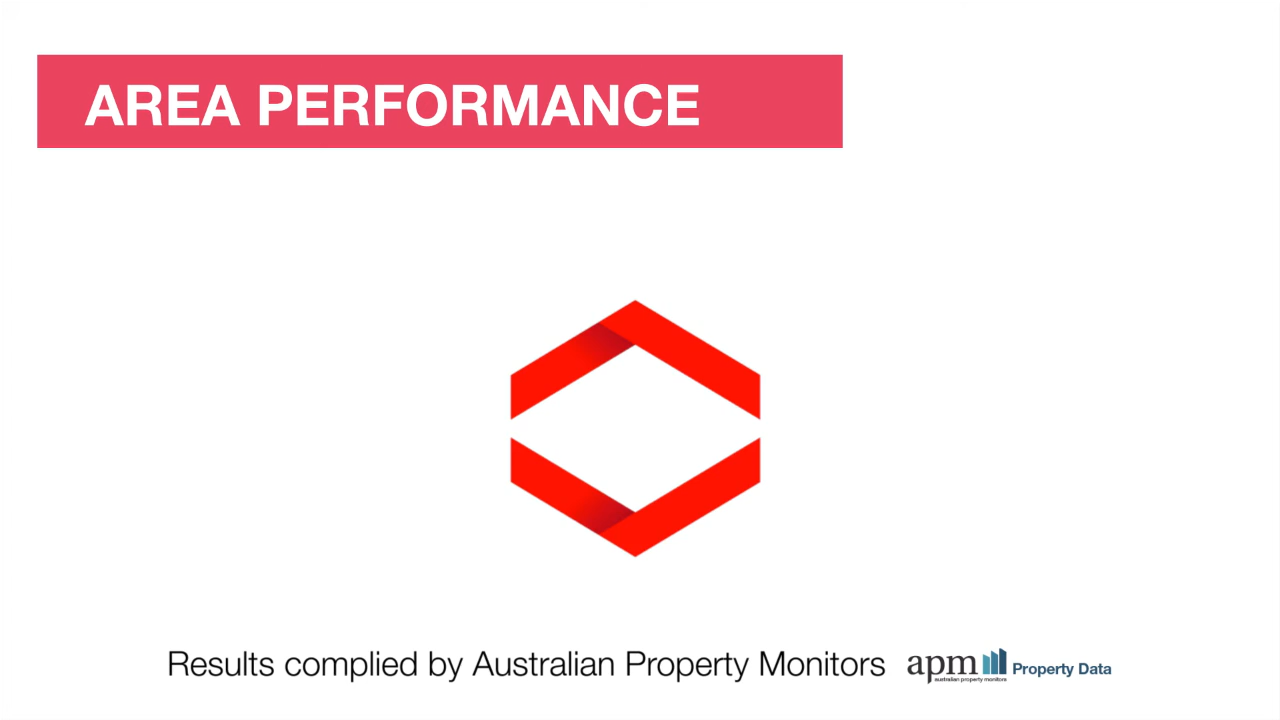 AREA PERFORMANCE
Results complied by Australian Property Monitors
apm
australian property monitors
Property Data